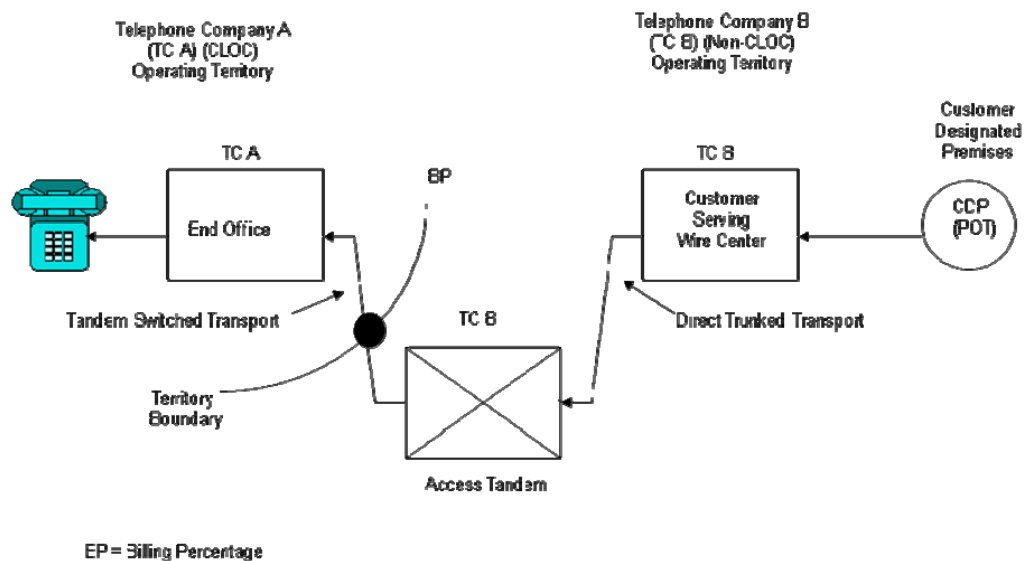 Telephone Company A
(TC A) (CLOC)
Operating Territory
Telephone Company B
(TC B) (Non-CLOC)
Operating Territory
Customer
Designated
Premises
TC A
BP
TC B
End Office
Customer
Serving
Wire Center
CDP
(POT)
Tandem Switched Transport
TC B
Direct Trunked Transport
Territory
Boundary
Access Tandem
BP = Billing Percentage